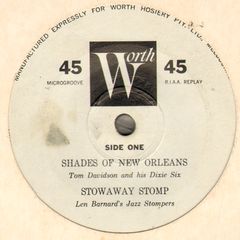 MANUFACTURED EXPRESSLY FOR WORTH HOSIERY PTY. LTD.,
Worth
45
MICROGROOVE
45
R.I.A.A. REPLAY
SIDE ONE
SHADES OF NEW ORLEANS
Tom Davidson and his Dixie Six
STOWAWAY STOMP
Len Barnard's Jazz Stompers